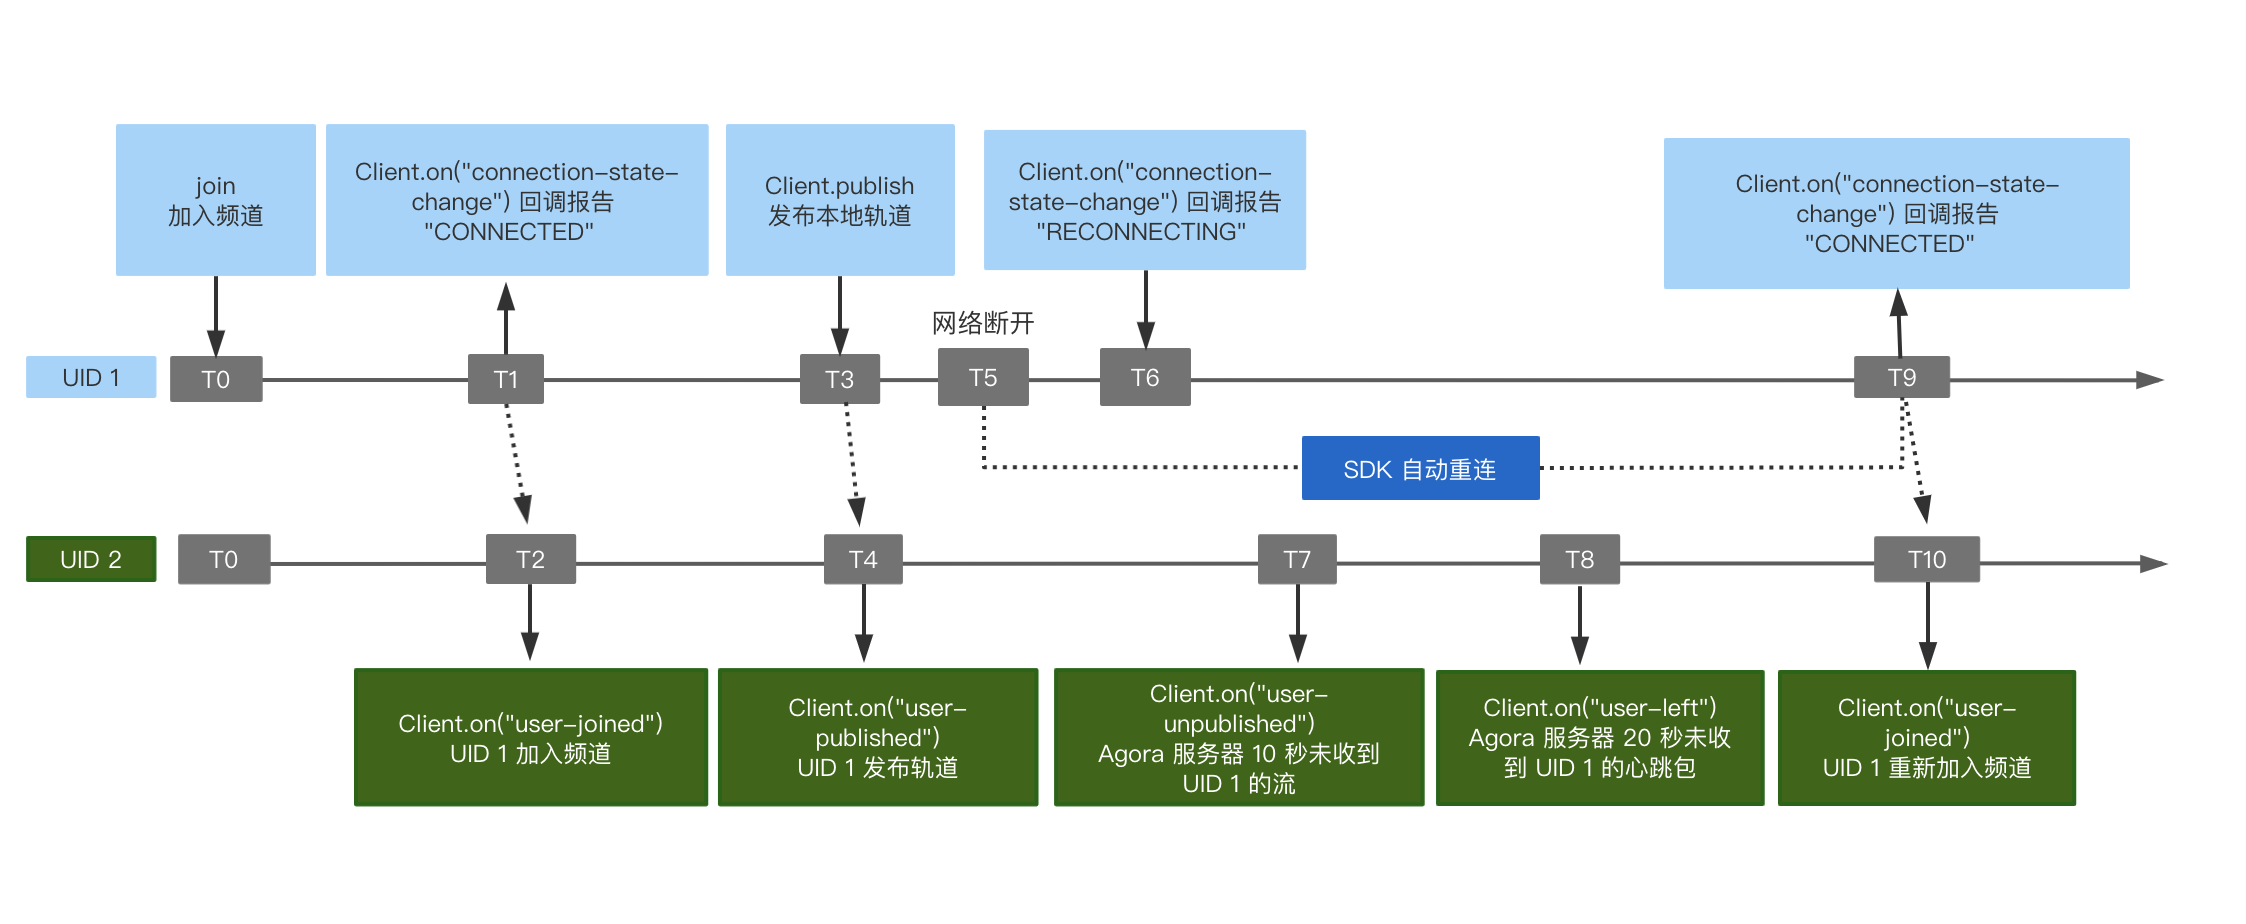 join
加入频道
Client.on("connection-state-
change") 回调报告
"CONNECTED"
Client.publish
发布本地轨道
Client.on("connection-
state-change") 回调报告
"RECONNECTING"
Client.on("connection-state-
change") 回调报告
"CONNECTED"
网络断开
UID 1
T0
T1
T3
T5
T6
T9
SDK 自动重连
UID 2
T0
T2
T4
T7
T8
T10
Client.on("user-joined")
UID 1 加入频道
Client.on("user-
published")
UID 1 发布轨道
Client.on("user-
unpublished")
Agora 服务器 10 秒未收到
UID 1 的流
Client.on("user-left")
Agora 服务器 20 秒未收
到 UID 1 的心跳包
Client.on("user-
joined")
UID 1 重新加入频道